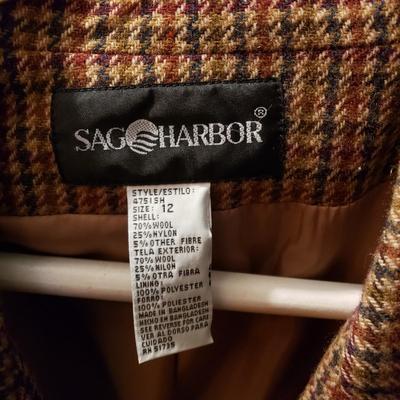 SAG HARBOR®
STYLE/ESTILO:
4751SH
SIZE: 12
SHELL:
70% WOOL
25% NYLON
5% OTHER FIBRE
TELA EXTERIOR:
70% WOOL
25% NILON
5% OTRA FIBRA
LINING:
100% POLYESTER
FORRO:
100% POLIESTER
MADE IN BANGLADESH
HECHO EN BANGLADESH
SEE REVERSE FOR CARE
VER AL DORSO PARA
CUIDADO
RN 51735